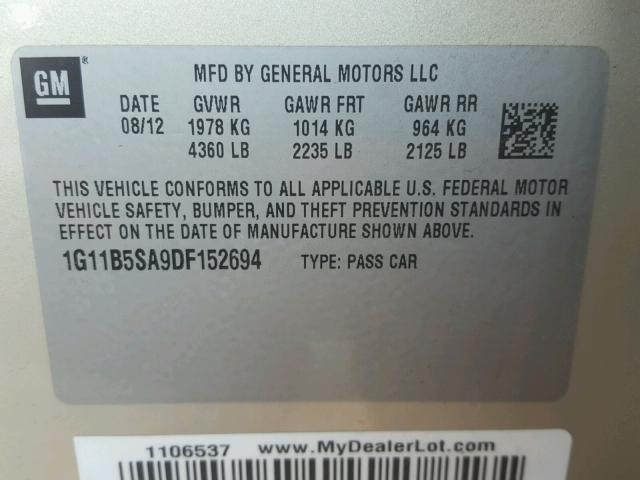 GM ®
MFD BY GENERAL MOTORS LLC
DATE GVWR GAWR FRT GAWR RR
08/12 1978 KG 1014 KG 964 KG
4360 LB 2235 LB 2125 LB
THIS VEHICLE CONFORMS TO ALL APPLICABLE U.S. FEDERAL MOTOR
VEHICLE SAFETY, BUMPER, AND THEFT PREVENTION STANDARDS IN
EFFECT ON THE DATE OF MANUFACTURE SHOWN ABOVE.
1G11B5SA9DF152694 TYPE: PASS CAR
1106537 www.MyDealerLot.com